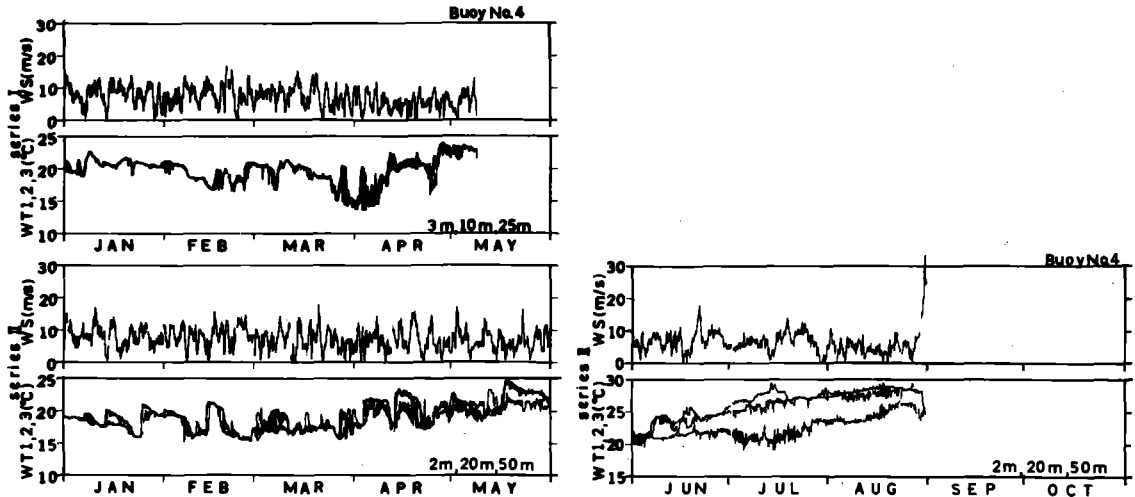 Buoy No.4
series I
WS(m/s)
30
20
10
0
WT1,2,3(℃)
25
20
15
10
3m,10m,25m
JAN FEB MAR APR MAY
series II
WS(m/s)
30
20
10
0
WT1,2,3(℃)
25
20
15
10
2m,20m,50m
JAN FEB MAR APR MAY
Buoy No.4
series II
WS(m/s)
30
20
10
0
WT1,2,3(℃)
30
25
20
15
2m,20m,50m
JUN JUL AUG SEP OCT